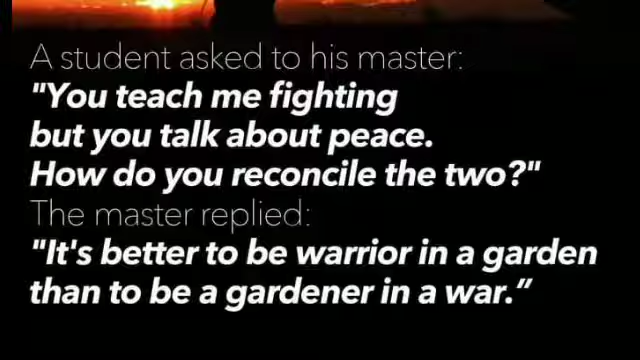 A student asked to his master:
"You teach me fighting
but you talk about peace.
How do you reconcile the two?"
The master replied:
"It's better to be warrior in a garden
than to be a gardener in a war.”